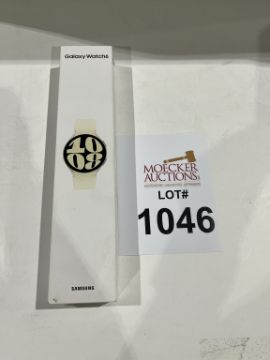 Galaxy Watch6
10
09
SAMSUNG
MOECKER
AUCTIONS
LOT#
1046